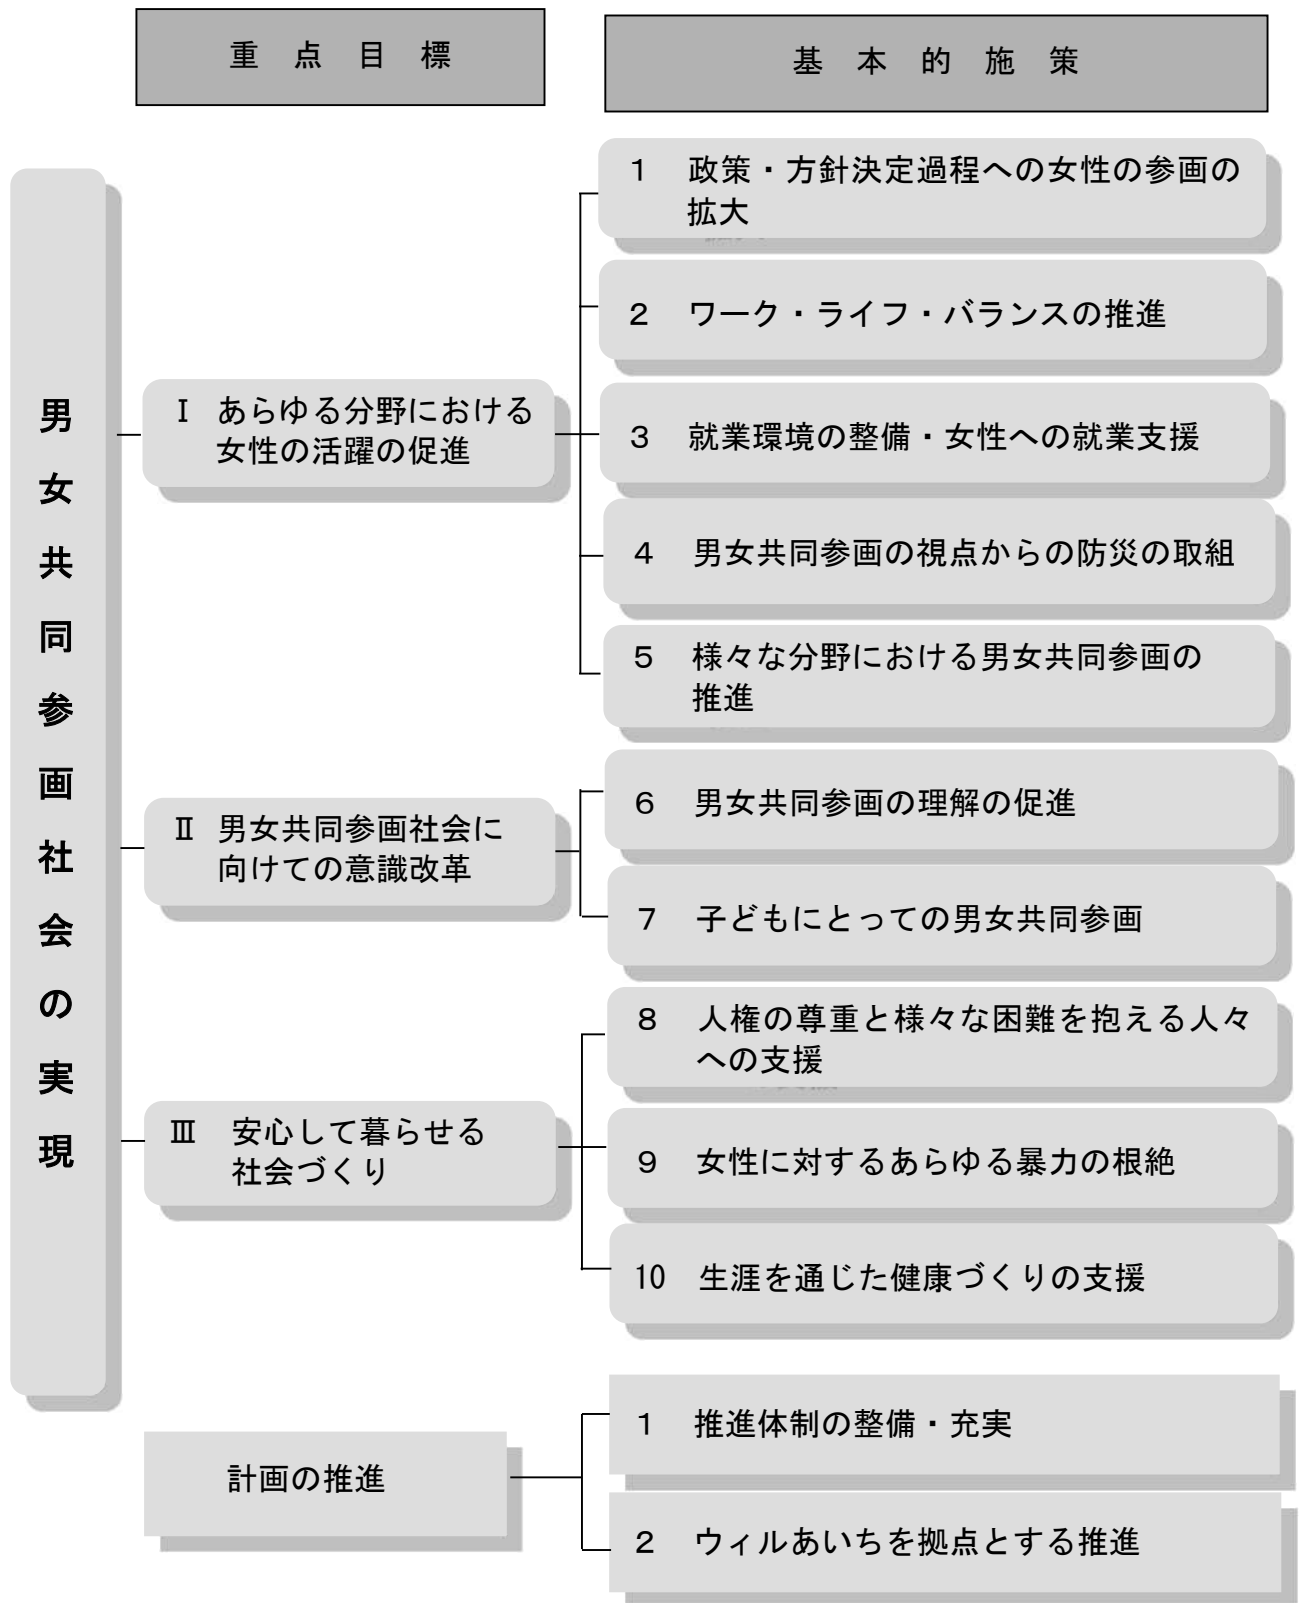 重点目標
基本的施策
男女共同参画社会の実現
Ⅰ あらゆる分野における
女性の活躍の促進
1 政策・方針決定過程への女性の参画の
拡大
2 ワーク・ライフ・バランスの推進
3 就業環境の整備・女性への就業支援
4 男女共同参画の視点からの防災の取組
5 様々な分野における男女共同参画の
推進
Ⅱ 男女共同参画社会に
向けての意識改革
6 男女共同参画の理解の促進
7 子どもにとっての男女共同参画
Ⅲ 安心して暮らせる
社会づくり
8 人権の尊重と様々な困難を抱える人々
への支援
9 女性に対するあらゆる暴力の根絶
10 生涯を通じた健康づくりの支援
計画の推進
1 推進体制の整備・充実
2 ウィルあいちを拠点とする推進